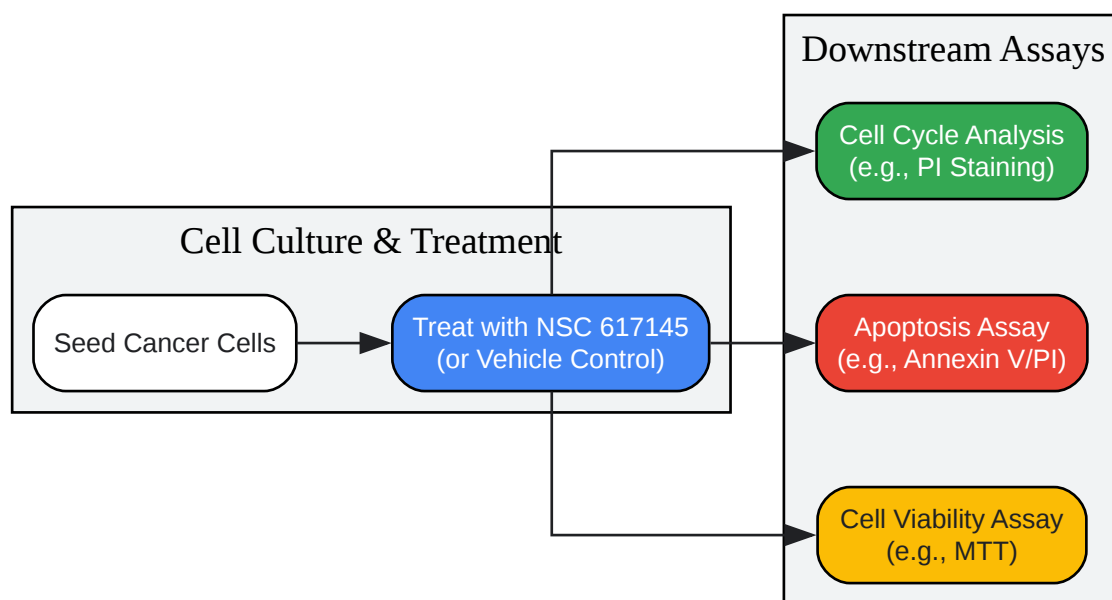 Downstream Assays
Cell Cycle Analysis
(e.g., PI Staining)
Cell Culture & Treatment
Seed Cancer Cells
Treat with NSC 617145
(or Vehicle Control)
Apoptosis Assay
(e.g., Annexin V/PI)
Cell Viability Assay
(e.g., MTT)